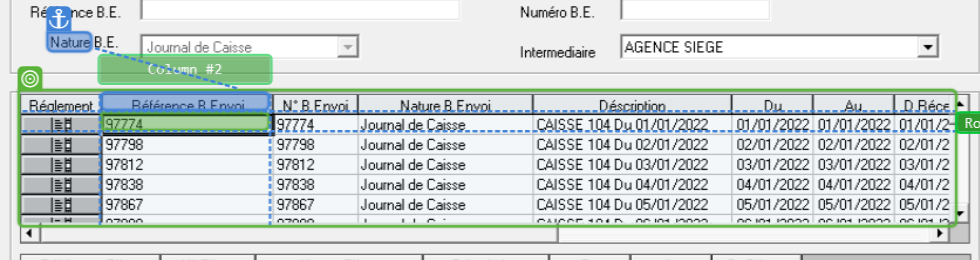 Référence B.E. Numéro B.E.
Nature B.E. Journal de Caisse Intermediaire AGENCE SIEGE
Column #2
Réglement Référence B.Envoi N° B.Envoi Nature B.Envoi Déscription Du Au D.Réce
97774 97774 Journal de Caisse CAISSE 104 Du 01/01/2022 01/01/2022 01/01/2022 01/01/2
Ro
97798 97798 Journal de Caisse CAISSE 104 Du 02/01/2022 02/01/2022 02/01/2022 02/01/2
97812 97812 Journal de Caisse CAISSE 104 Du 03/01/2022 03/01/2022 03/01/2022 03/01/2
97838 97838 Journal de Caisse CAISSE 104 Du 04/01/2022 04/01/2022 04/01/2022 04/01/2
97867 97867 Journal de Caisse CAISSE 104 Du 05/01/2022 05/01/2022 05/01/2022 05/01/2